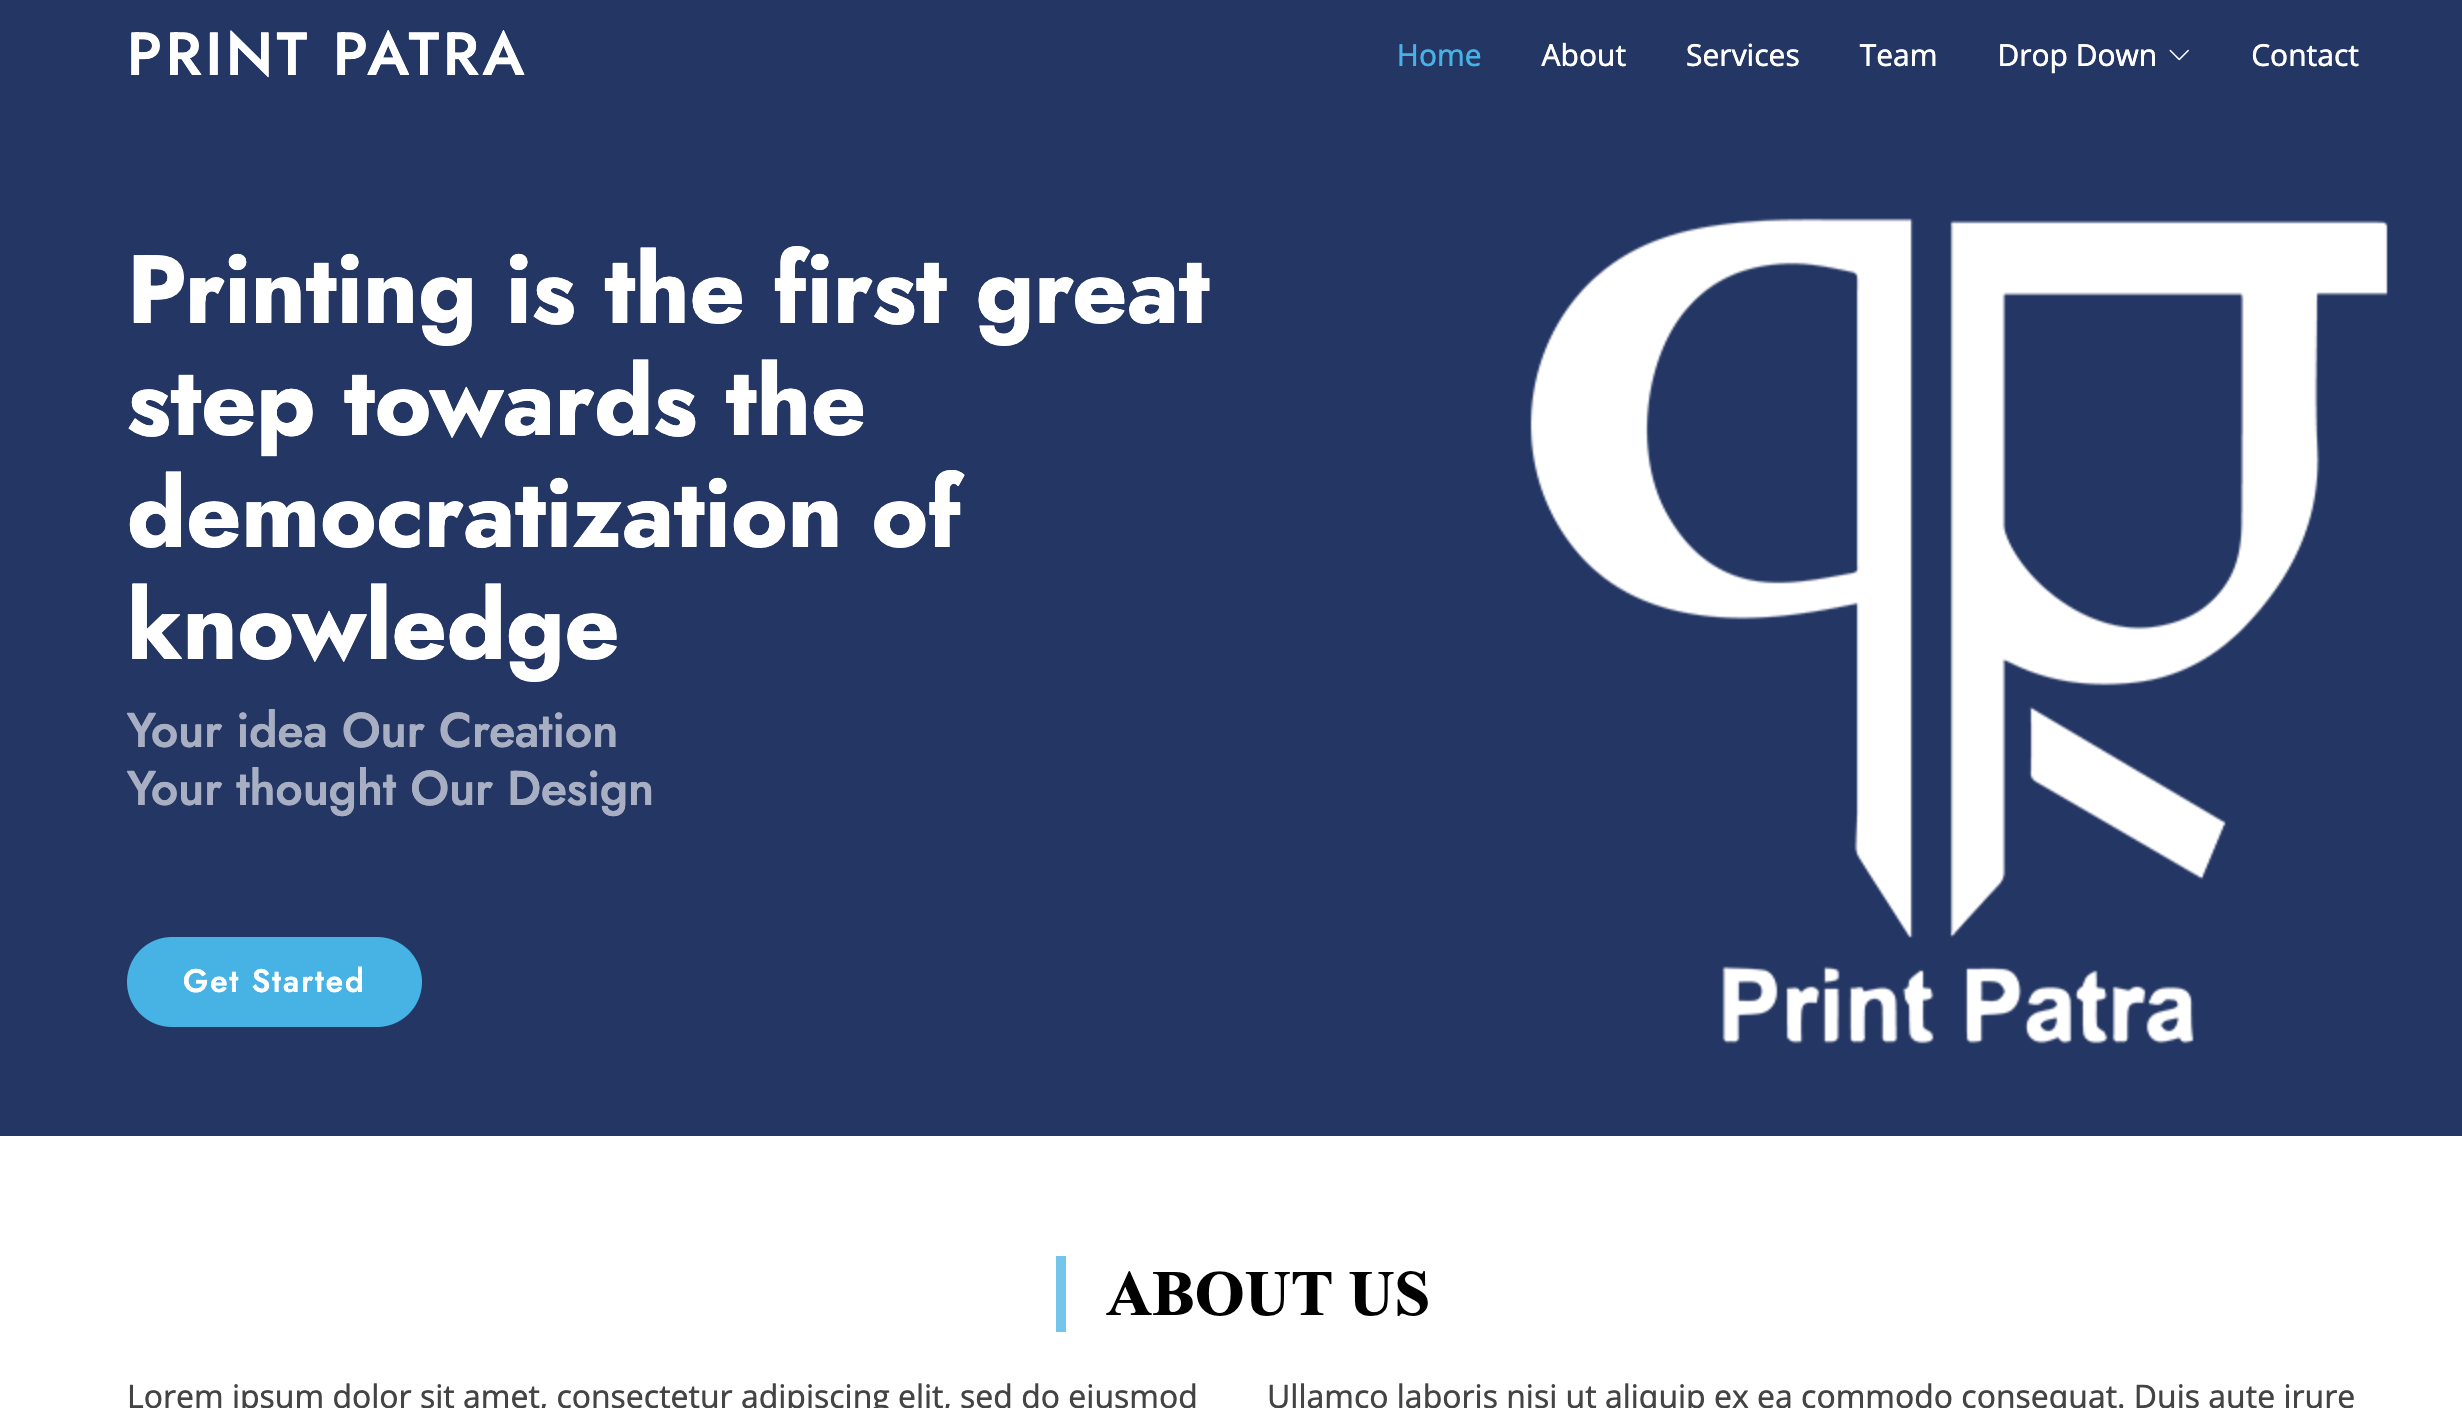 PRINT PATRA
Home About Services Team Drop Down Contact
Printing is the first great
step towards the
democratization of
knowledge
Your idea Our Creation
Your thought Our Design
Get Started
Print Patra
ABOUT US
Lorem ipsum dolor sit amet, consectetur adipiscing elit, sed do eiusmod
Ullamco laboris nisi ut aliquip ex ea commodo consequat. Duis aute irure